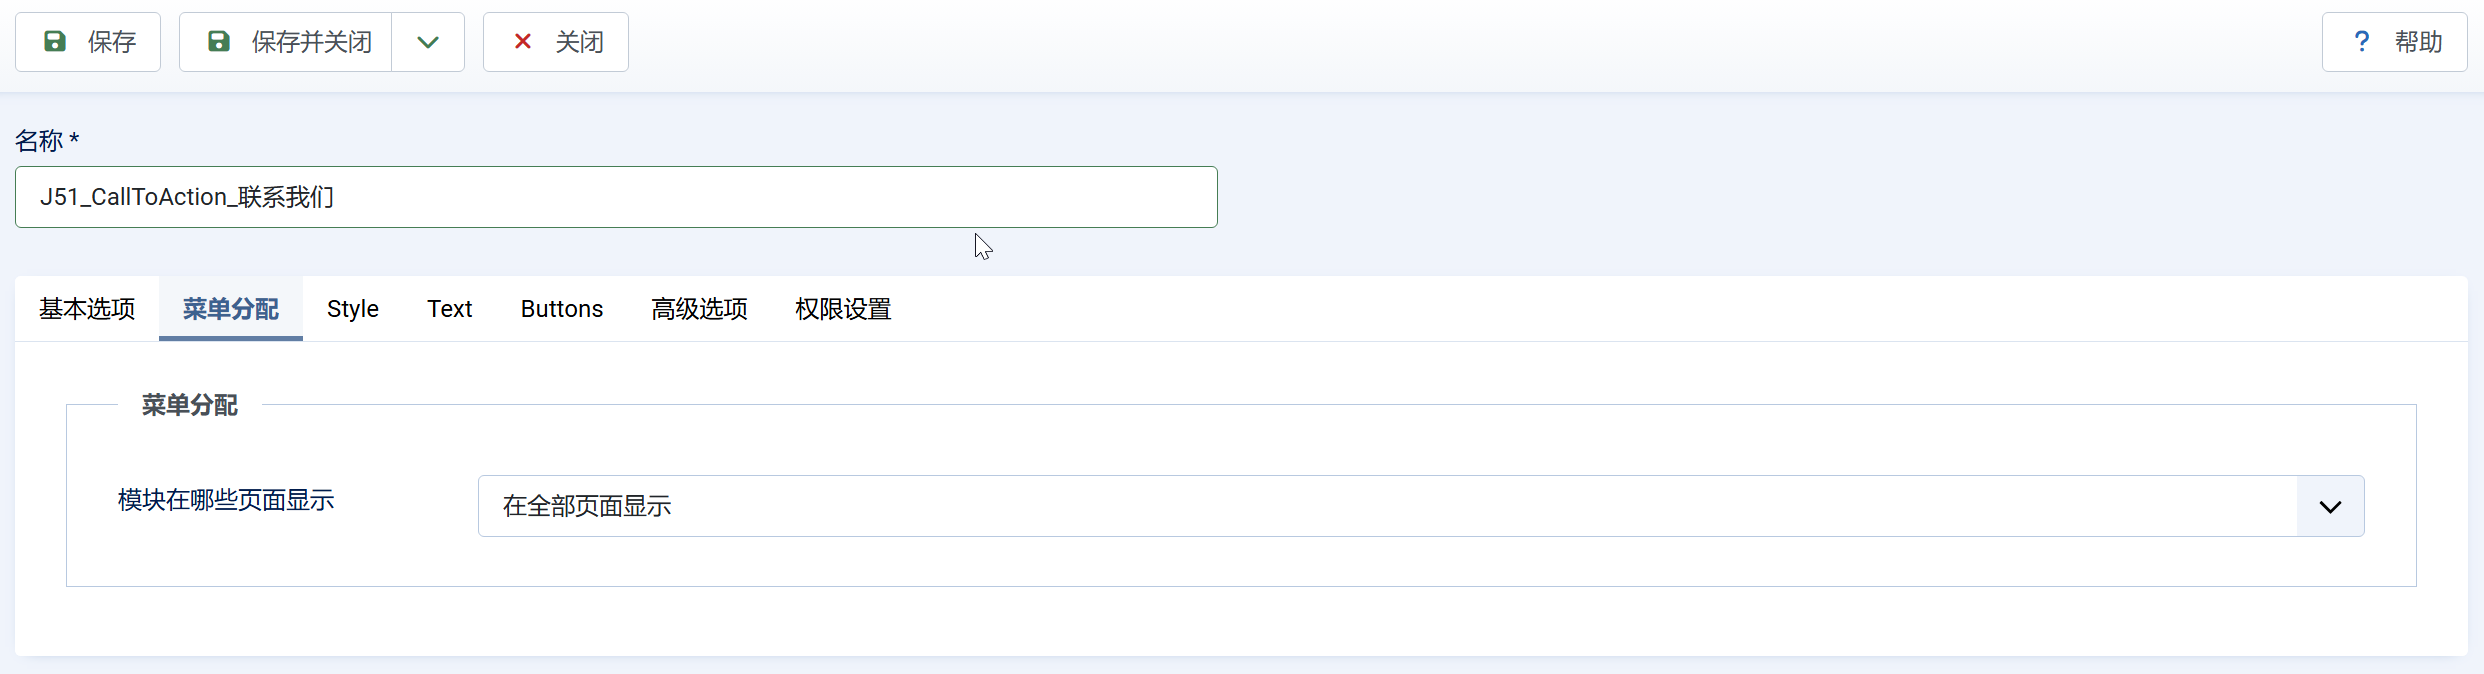 保存 保存并关闭 关闭 ? 帮助
名称 *
J51_CallToAction_联系我们
基本选项 菜单分配 Style Text Buttons 高级选项 权限设置
菜单分配
模块在哪些页面显示 在全部页面显示